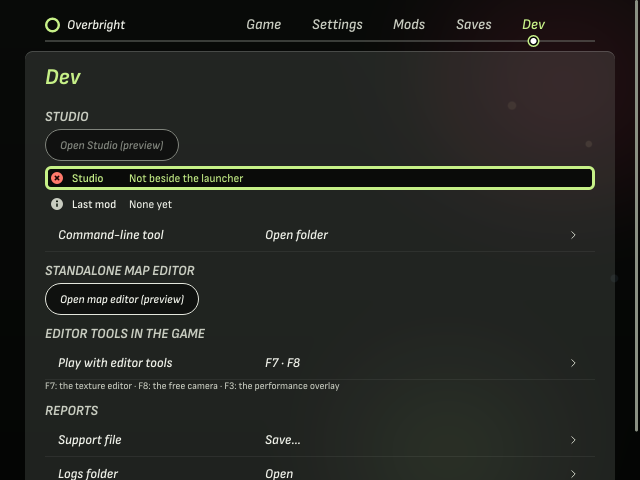 Overbright
Game Settings Mods Saves Dev
Dev
STUDIO
Open Studio (preview)
Studio Not beside the launcher
Last mod None yet
Command-line tool Open folder
STANDALONE MAP EDITOR
Open map editor (preview)
EDITOR TOOLS IN THE GAME
Play with editor tools F7 · F8
F7: the texture editor · F8: the free camera · F3: the performance overlay
REPORTS
Support file Save...
Logs folder Open